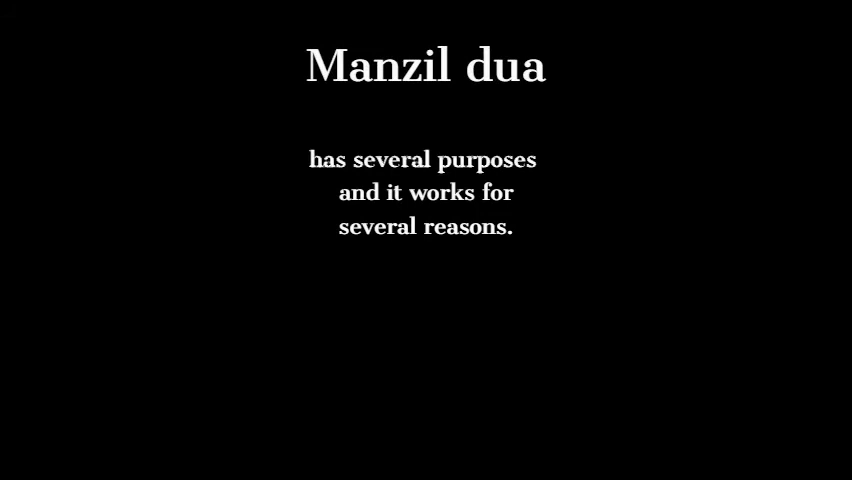 Manzil dua
has several purposes
and it works for
several reasons.